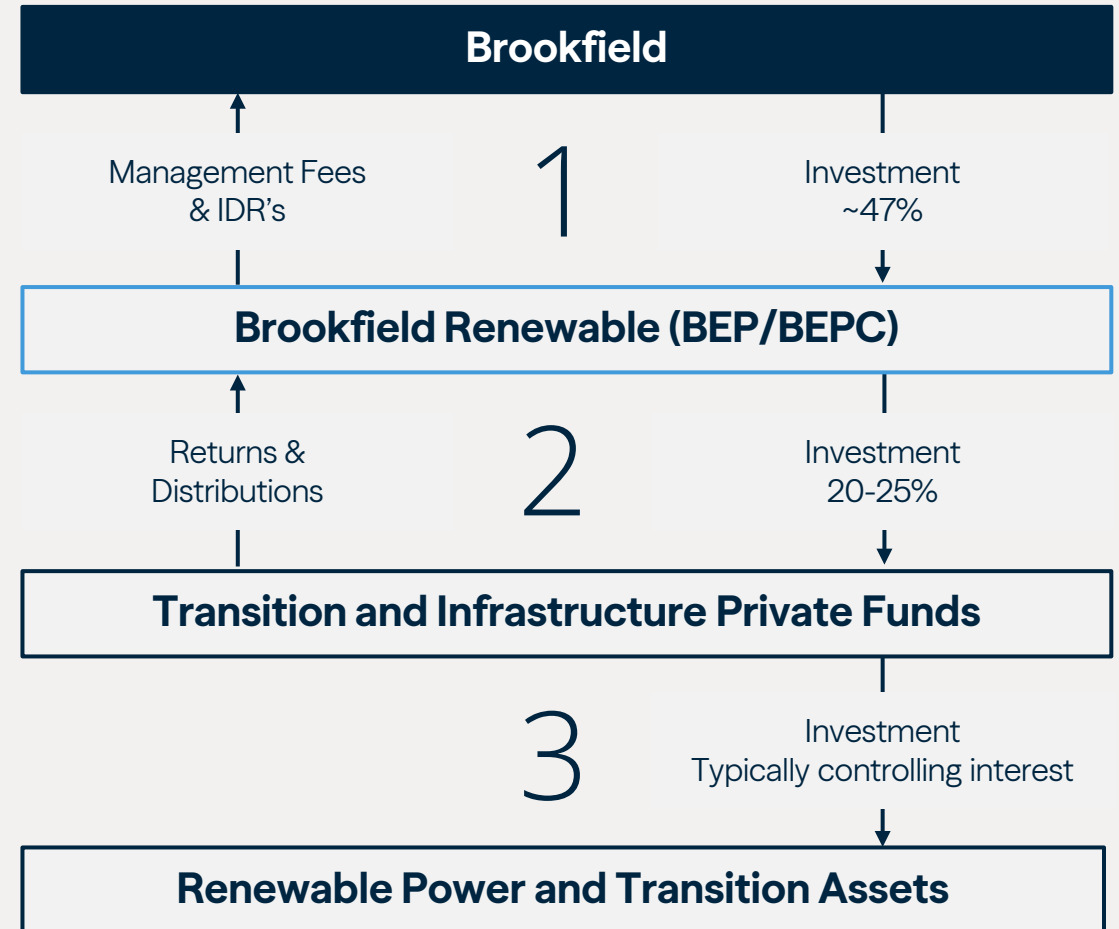 Brookfield
Management Fees
& IDR's
1
Investment
~47%
Brookfield Renewable (BEP/BEPC)
Returns &
Distributions
2
Investment
20-25%
Transition and Infrastructure Private Funds
3
Investment
Typically controlling interest
Renewable Power and Transition Assets